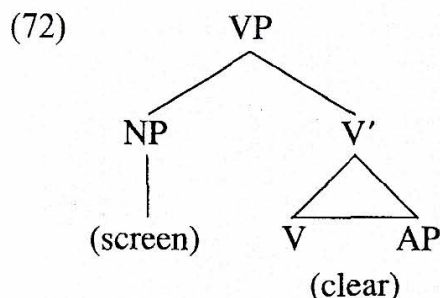 (72) VP
NP V′
(screen) V AP
(clear)